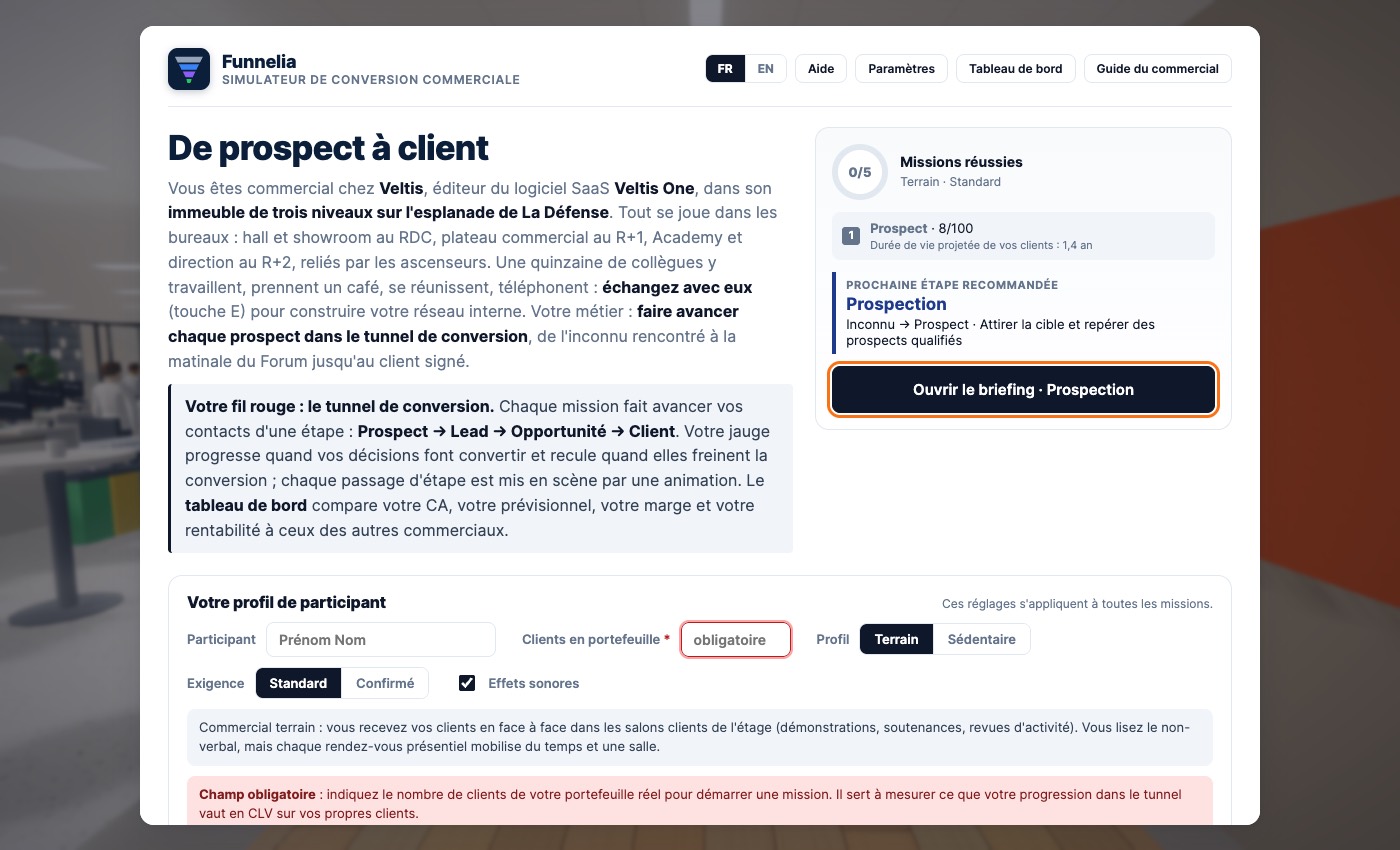 Funnelia
SIMULATEUR DE CONVERSION COMMERCIALE
FR
EN
Aide
Paramètres
Tableau de bord
Guide du commercial
De prospect à client
Vous êtes commercial chez Veltis, éditeur du logiciel SaaS Veltis One, dans son
immeuble de trois niveaux sur l'esplanade de La Défense. Tout se joue dans les
bureaux : hall et showroom au RDC, plateau commercial au R+1, Academy et
direction au R+2, reliés par les ascenseurs. Une quinzaine de collègues y
travaillent, prennent un café, se réunissent, téléphonent : échangez avec eux
(touche E) pour construire votre réseau interne. Votre métier : faire avancer
chaque prospect dans le tunnel de conversion, de l'inconnu rencontré à la
matinale du Forum jusqu'au client signé.
Votre fil rouge : le tunnel de conversion. Chaque mission fait avancer vos
contacts d'une étape : Prospect → Lead → Opportunité → Client. Votre jauge
progresse quand vos décisions font convertir et recule quand elles freinent la
conversion ; chaque passage d'étape est mis en scène par une animation. Le
tableau de bord compare votre CA, votre prévisionnel, votre marge et votre
rentabilité à ceux des autres commerciaux.
0/5
Missions réussies
Terrain · Standard
1
Prospect · 8/100
Durée de vie projetée de vos clients : 1,4 an
PROCHAINE ÉTAPE RECOMMANDÉE
Prospection
Inconnu → Prospect · Attirer la cible et repérer des
prospects qualifiés
Ouvrir le briefing · Prospection
Votre profil de participant
Ces réglages s'appliquent à toutes les missions.
Participant
Prénom Nom
Clients en portefeuille *
obligatoire
Profil
Terrain
Sédentaire
Exigence
Standard
Confirmé
Effets sonores
Commercial terrain : vous recevez vos clients en face à face dans les salons clients de l'étage (démonstrations, soutenances, revues d'activité). Vous lisez le non-
verbal, mais chaque rendez-vous présentiel mobilise du temps et une salle.
Champ obligatoire : indiquez le nombre de clients de votre portefeuille réel pour démarrer une mission. Il sert à mesurer ce que votre progression dans le tunnel
vaut en CLV sur vos propres clients.